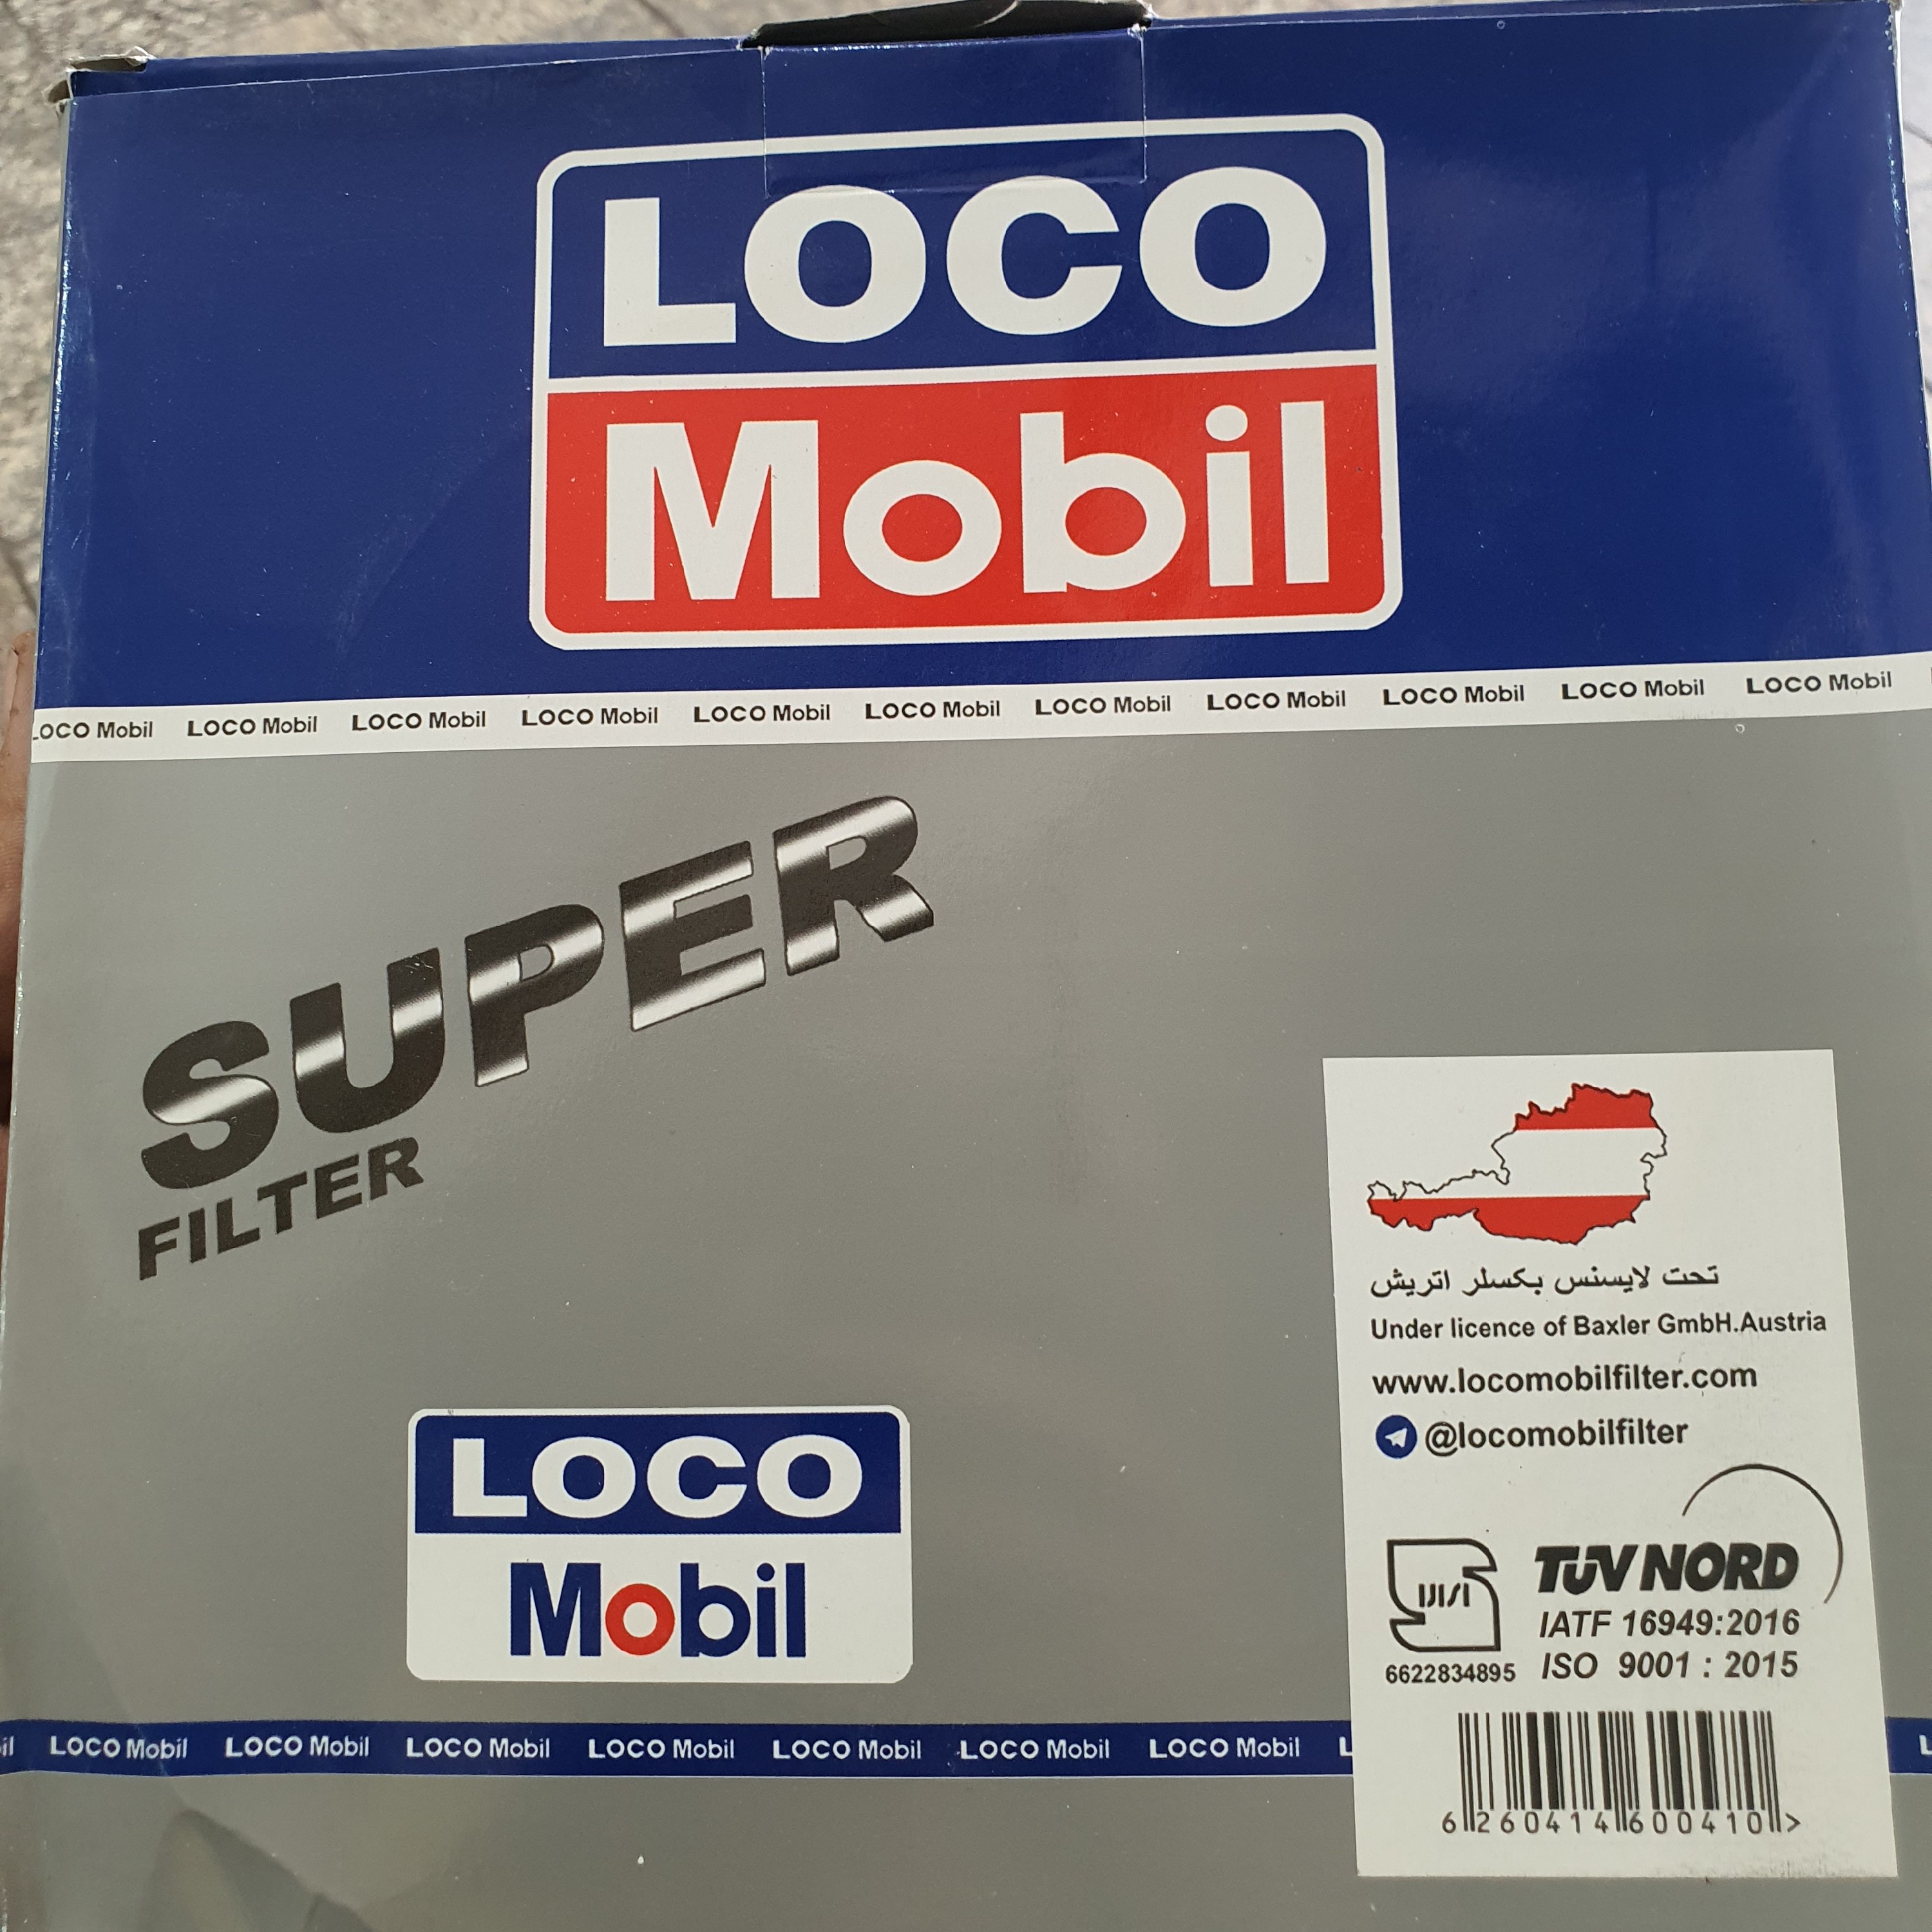 LOCO
Mobil
LOCO Mobil LOCO Mobil LOCO Mobil LOCO Mobil LOCO Mobil LOCO Mobil LOCO Mobil LOCO Mobil LOCO Mobil LOCO Mobil LOCO Mobil
SUPER
FILTER
تحت لایسنس بکسلر اتریش
Under licence of Baxler GmbH.Austria
www.locomobilfilter.com
@locomobilfilter
LOCO
Mobil
TÜV NORD
IATF 16949:2016
ISO 9001 : 2015
6622834895
LOCO Mobil LOCO Mobil LOCO Mobil LOCO Mobil LOCO Mobil LOCO Mobil LOCO Mobil L
6 260414 600410 >